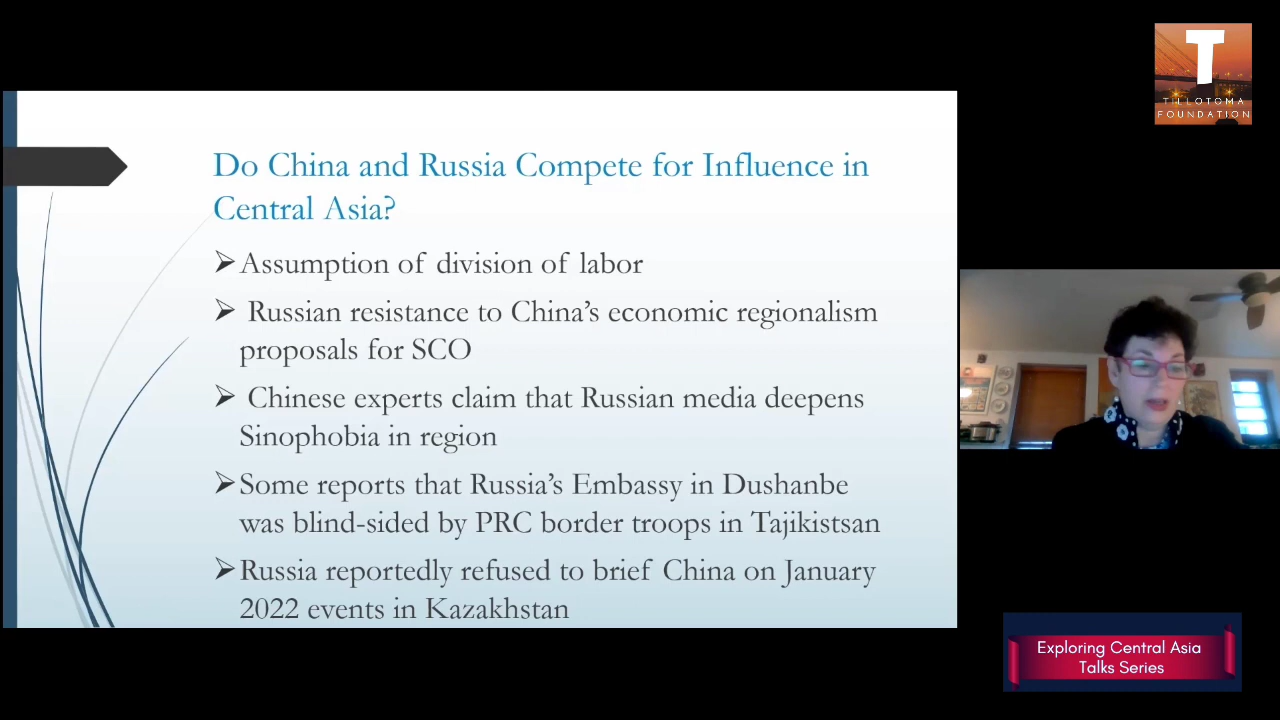 Do China and Russia Compete for Influence in
Central Asia?
Assumption of division of labor
Russian resistance to China’s economic regionalism
proposals for SCO
Chinese experts claim that Russian media deepens
Sinophobia in region
Some reports that Russia’s Embassy in Dushanbe
was blind-sided by PRC border troops in Tajikistsan
Russia reportedly refused to brief China on January
2022 events in Kazakhstan
T
TILLOTOMA
FOUNDATION
Exploring Central Asia
Talks Series